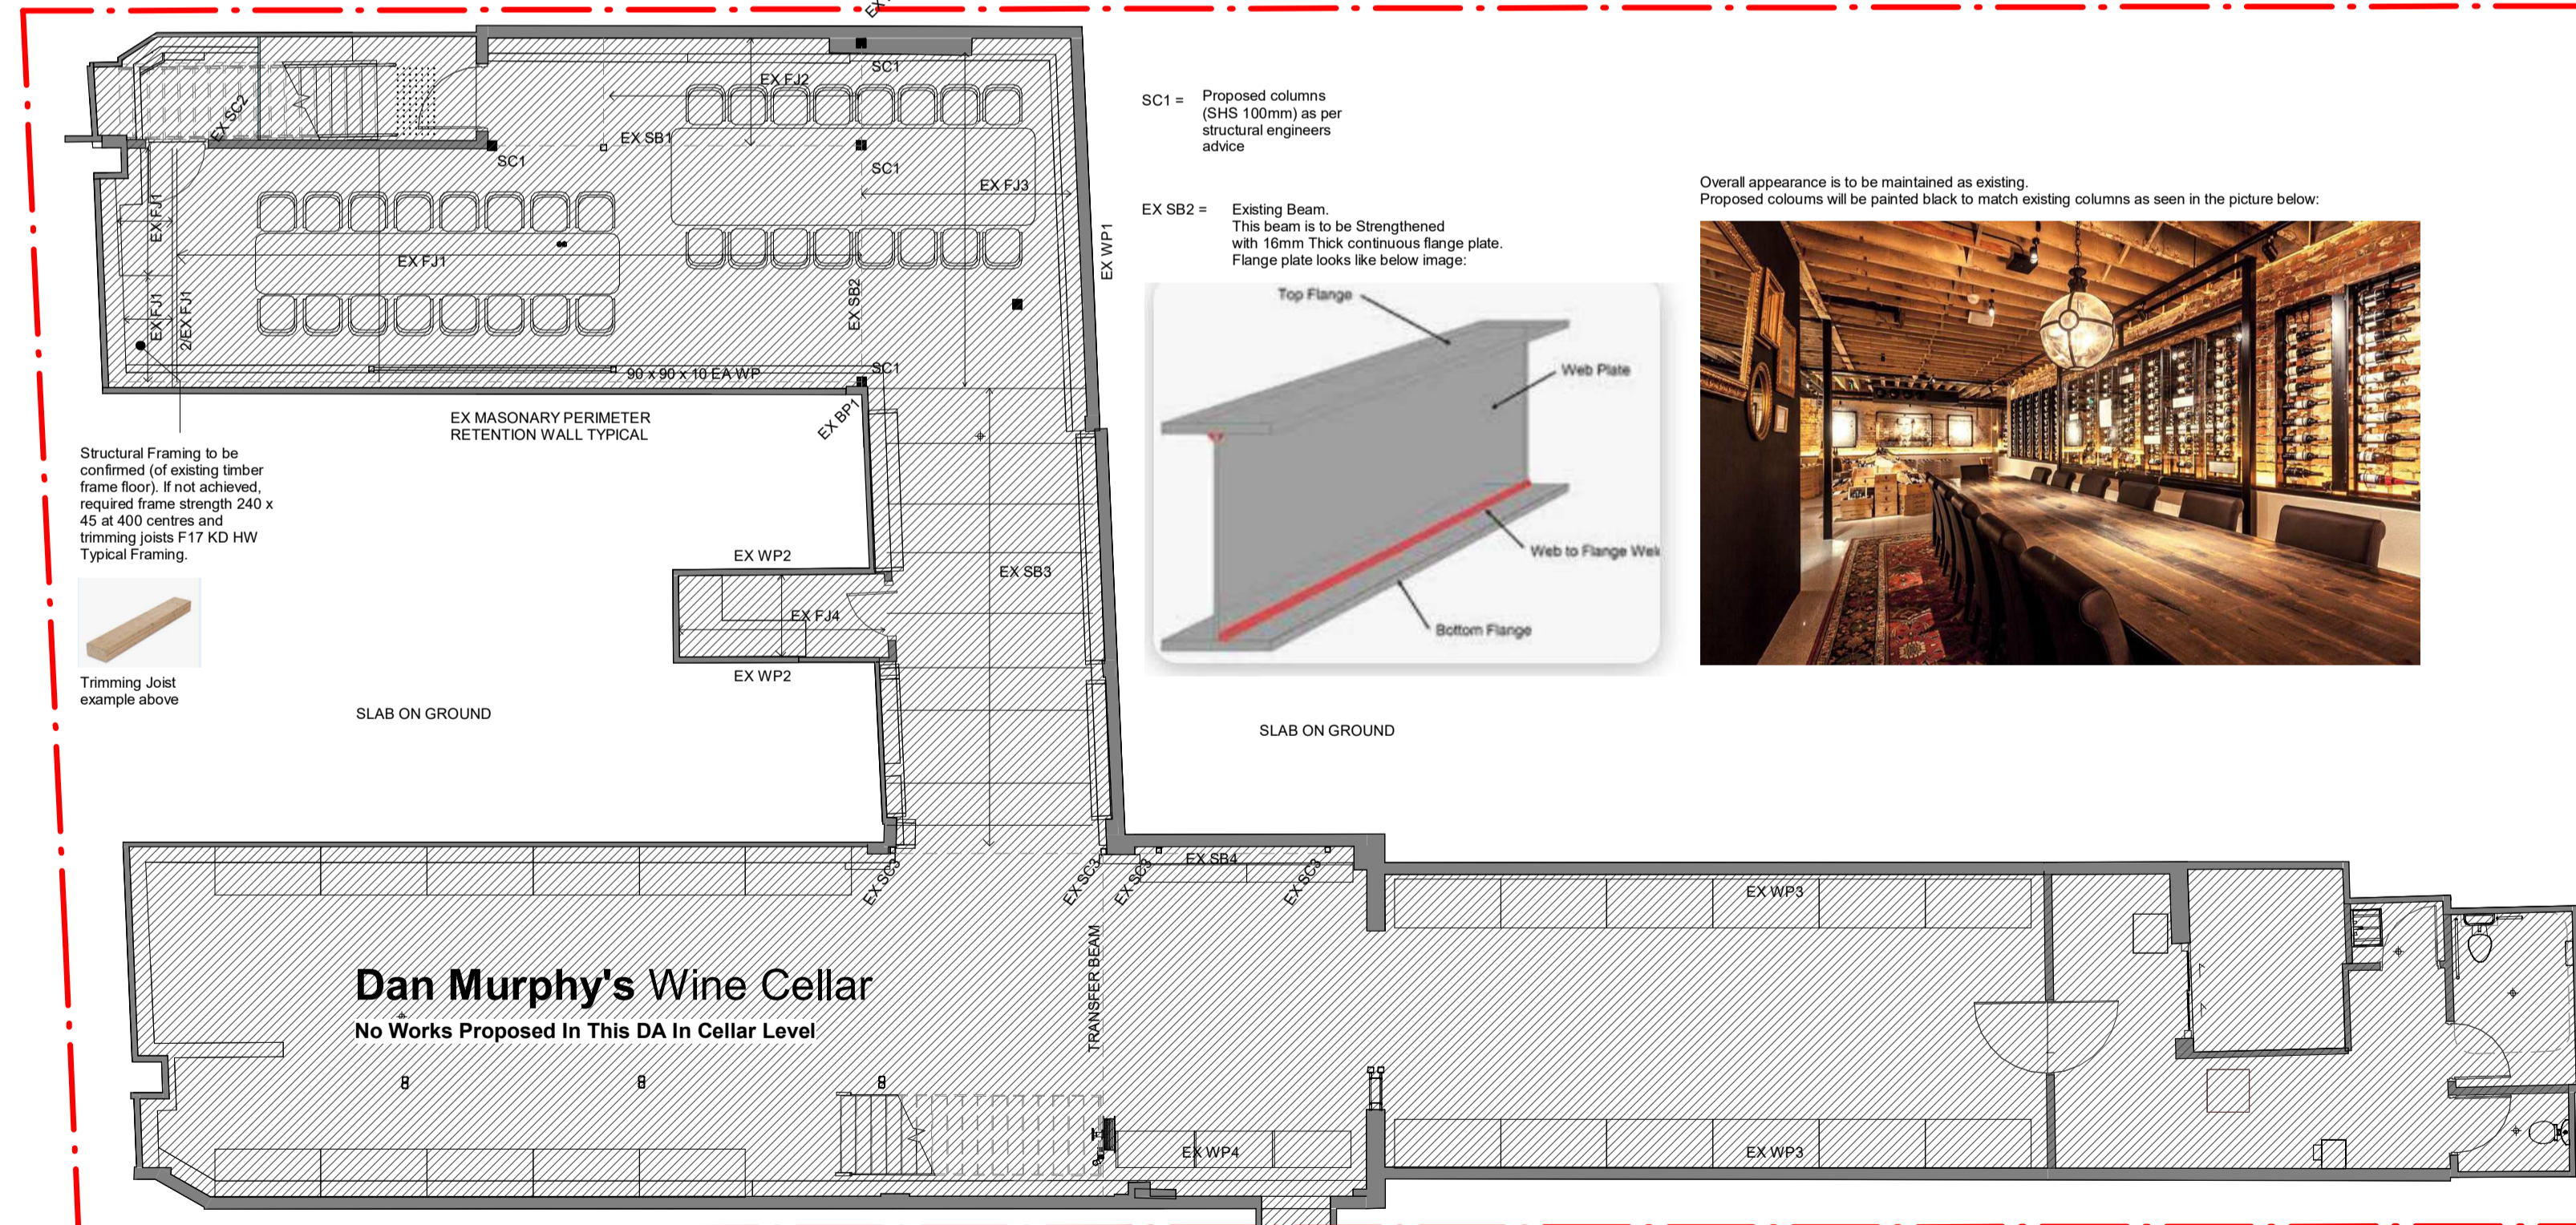 EX
SC1
EX FJ2
EX SC2
EX SB1
SC1
SC1
EX FJ3
EX FJ1
EX FJ1
EX SB2
EX WP1
EX FJ1
2/EX FJ1
90 x 90 x 10 EA WP
SC1
EX BP1
EX MASONARY PERIMETER
RETENTION WALL TYPICAL
SC1 =
Proposed columns
(SHS 100mm) as per
structural engineers
advice
EX SB2 =
Existing Beam.
This beam is to be Strengthened
with 16mm Thick continuous flange plate.
Flange plate looks like below image:
Top Flange
Web Plate
Web to Flange Wel
Bottom Flange
Overall appearance is to be maintained as existing.
Proposed coloums will be painted black to match existing columns as seen in the picture below:
Structural Framing to be
confirmed (of existing timber
frame floor). If not achieved,
required frame strength 240 x
45 at 400 centres and
trimming joists F17 KD HW
Typical Framing.
Trimming Joist
example above
EX WP2
EX FJ4
EX WP2
EX SB3
SLAB ON GROUND
SLAB ON GROUND
EX SC3
EX SC3
EX SC3
EX SB4
EX SC3
EX WP3
TRANSFER BEAM
Dan Murphy's Wine Cellar
No Works Proposed In This DA In Cellar Level
EX WP4
EX WP3